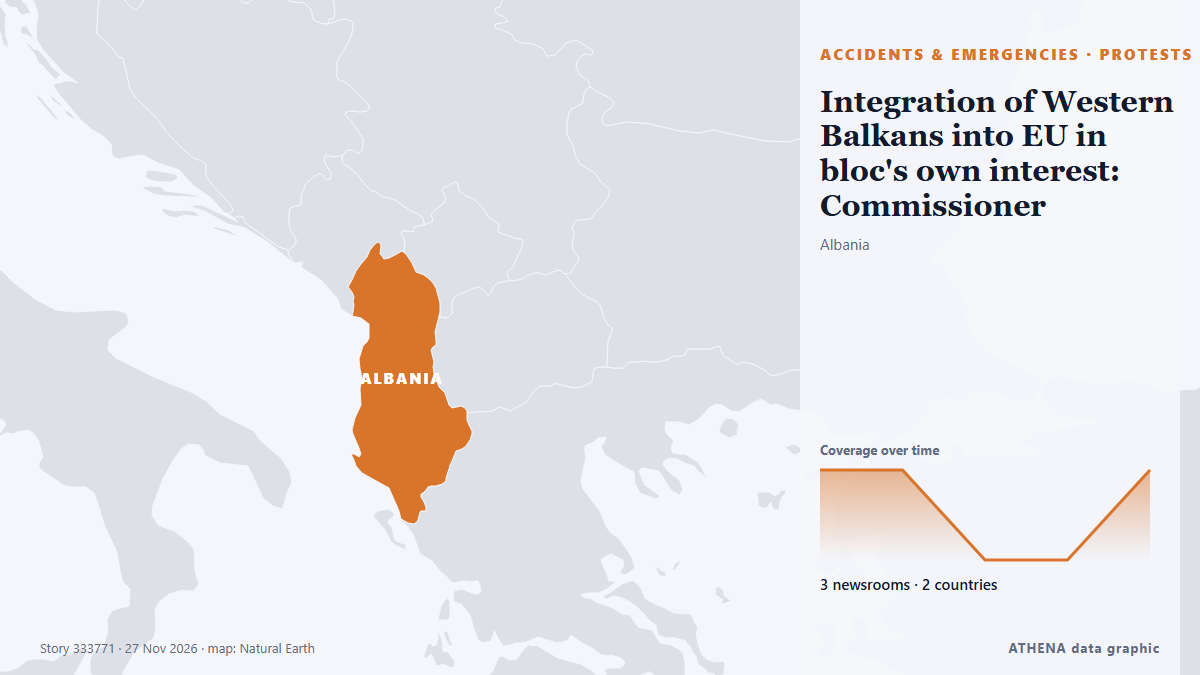 ACCIDENTS & EMERGENCIES · PROTESTS
Integration of Western
Balkans into EU in
bloc's own interest:
Commissioner
Albania
ALBANIA
Coverage over time
3 newsrooms · 2 countries
Story 333771 · 27 Nov 2026 · map: Natural Earth
ATHENA data graphic